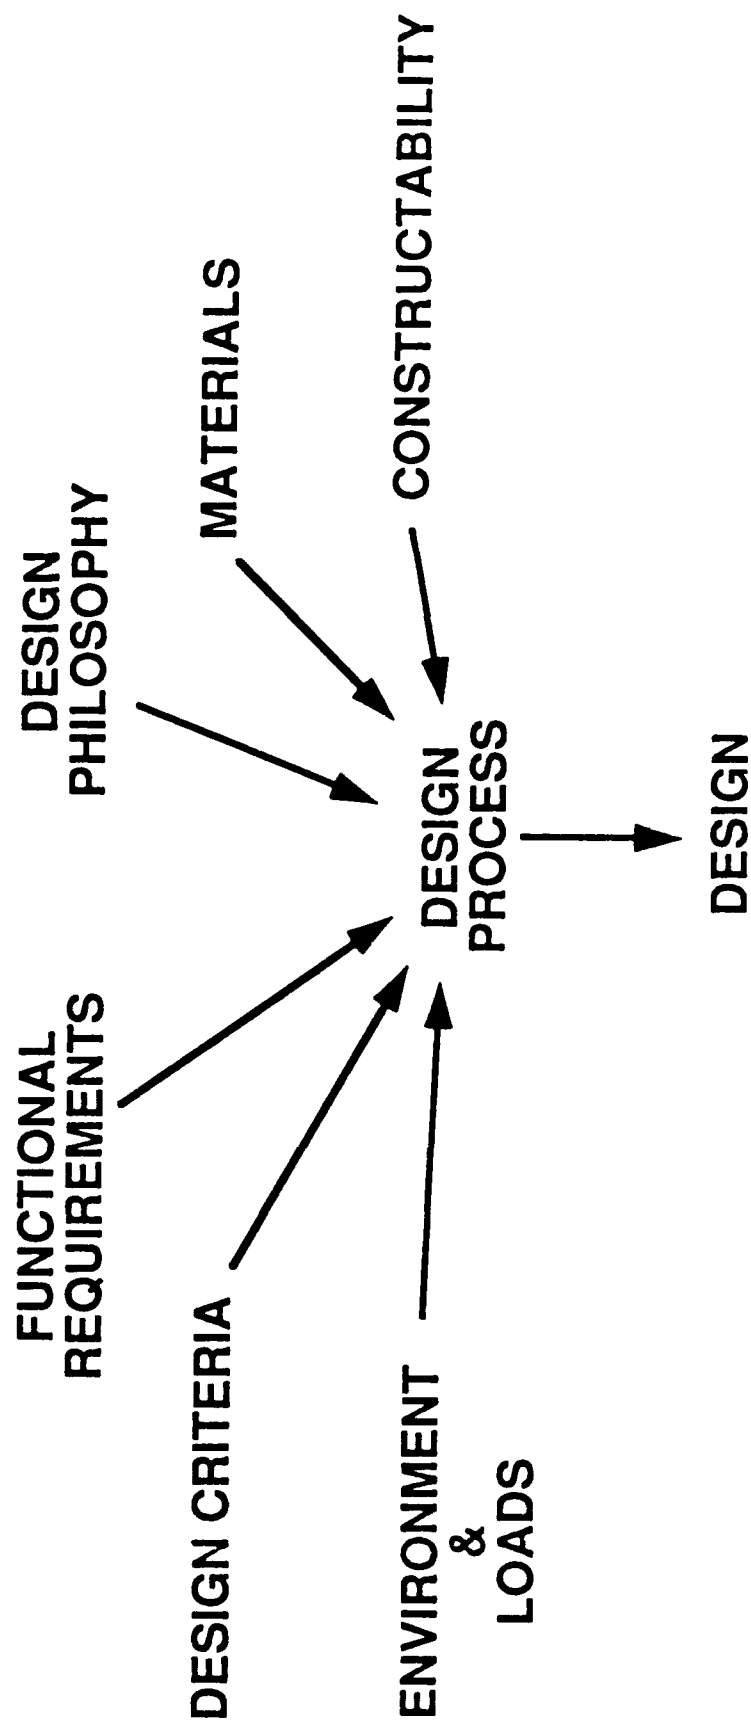 FUNCTIONAL
REQUIREMENTS
DESIGN
PHILOSOPHY
DESIGN CRITERIA
MATERIALS
ENVIRONMENT
&
LOADS
DESIGN
PROCESS
CONSTRUCTABILITY
DESIGN